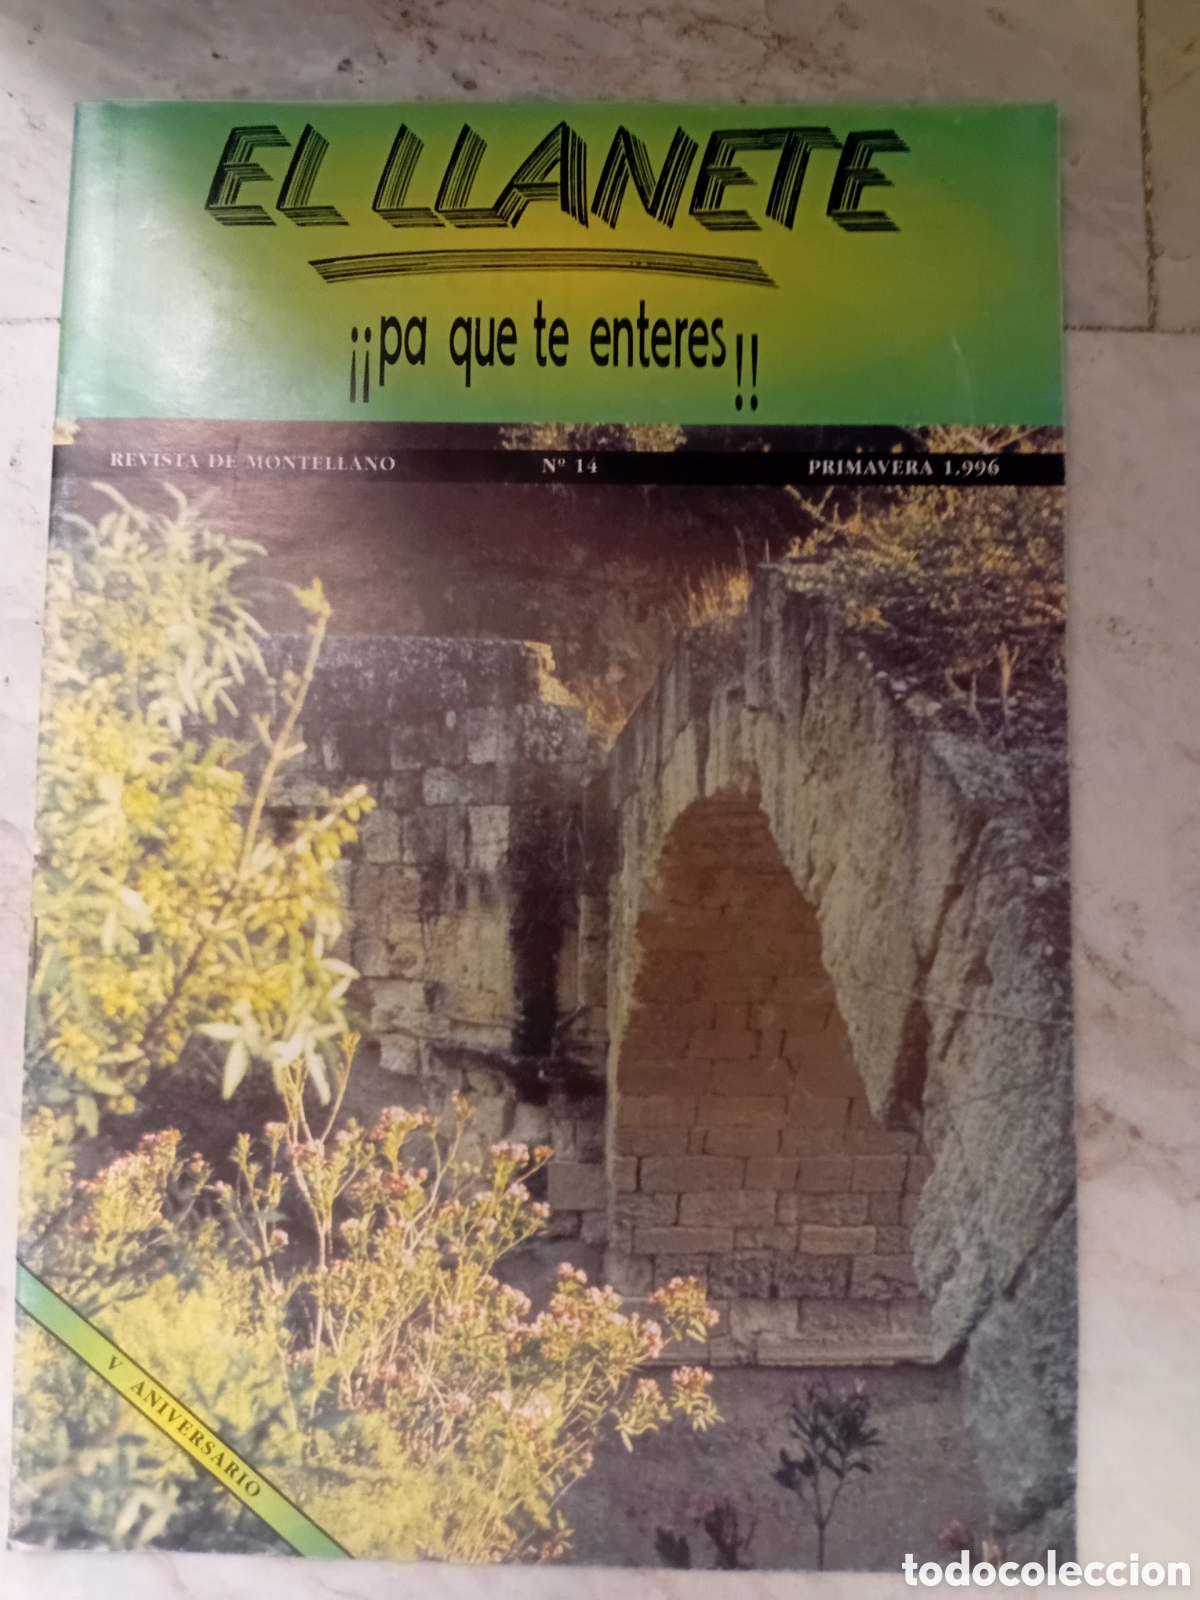 EL LLANETE
¡¡pa que te enteres!!
REVISTA DE MONTELLANO Nº 14 PRIMAVERA 1.996
V ANIVERSARIO
todocoleccion